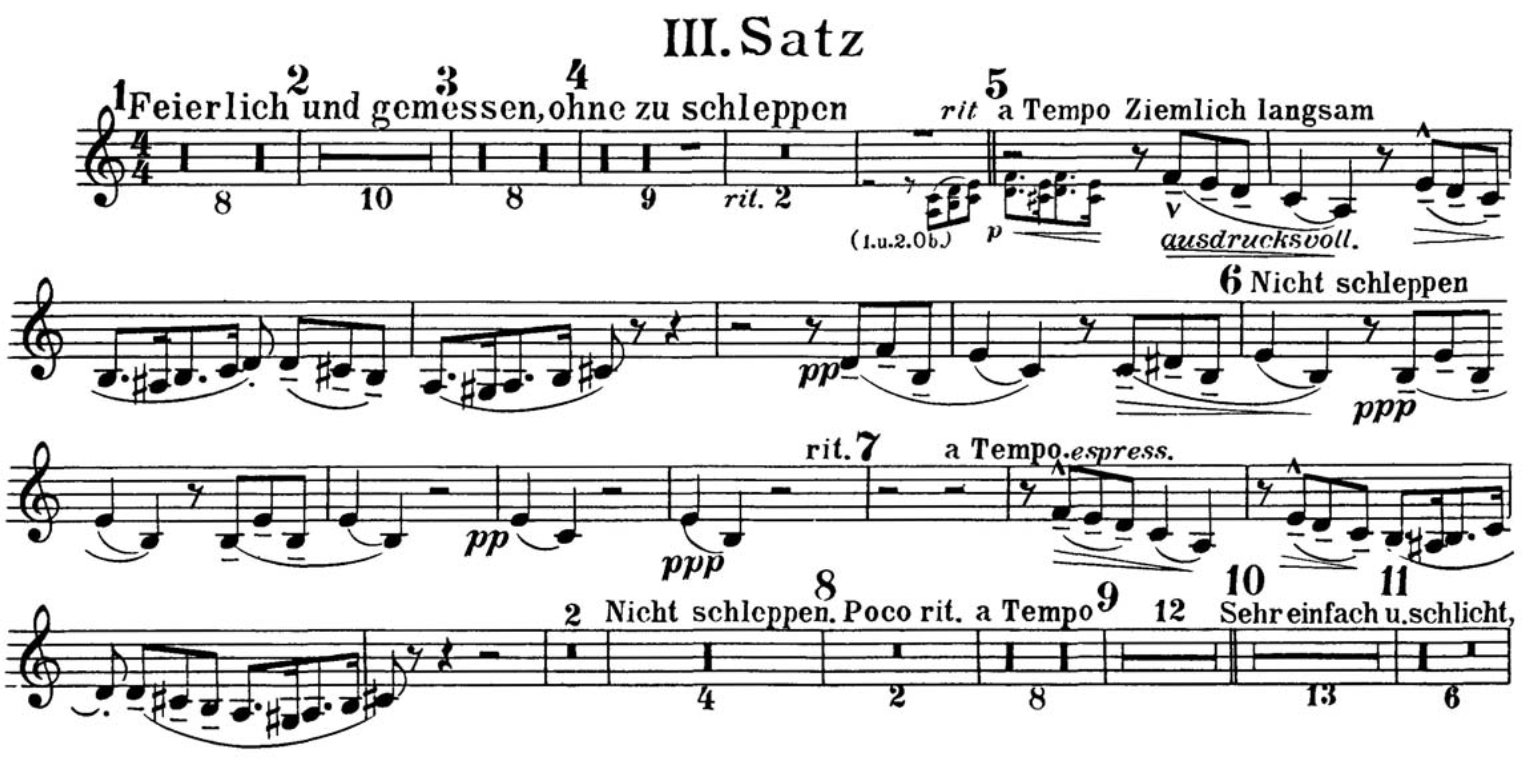 III. Satz
1 2 3 4 5
Feierlich und gemessen, ohne zu schleppen rit a Tempo Ziemlich langsam
4 4
8 10 8 9 rit. 2 (1.u.2.Ob.) p ausdrucksvoll.
6 Nicht schleppen
pp ppp
rit. 7 a Tempo. espress.
pp ppp
8 9 10 11
2 Nicht schleppen. Poco rit. a Tempo 12 Sehr einfach u. schlicht,
4 2 8 13 6